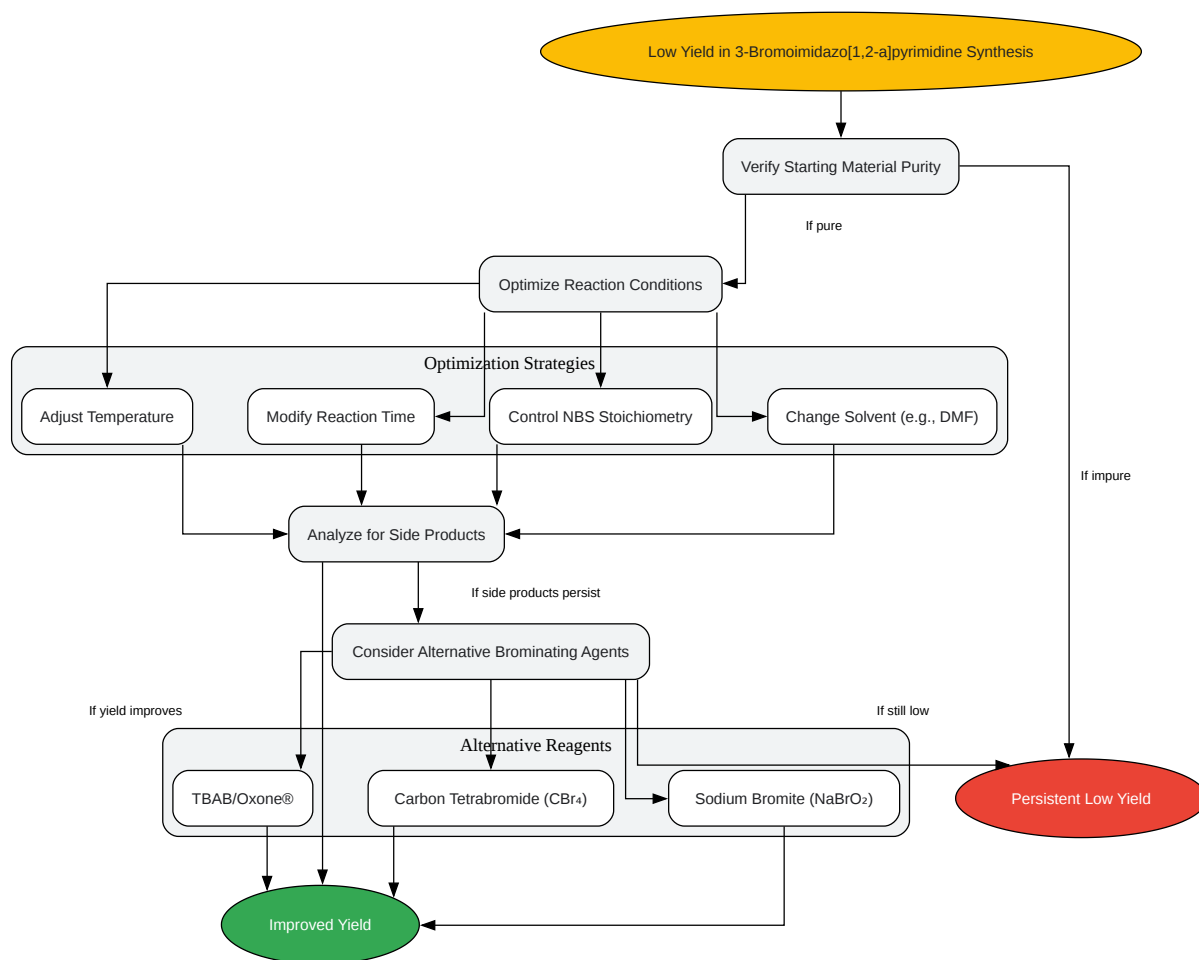 Low Yield in 3-Bromoimidazo[1,2-a]pyrimidine Synthesis
Verify Starting Material Purity
If pure
Optimize Reaction Conditions
Optimization Strategies
Adjust Temperature
Modify Reaction Time
Control NBS Stoichiometry
Change Solvent (e.g., DMF)
If impure
Analyze for Side Products
If side products persist
Consider Alternative Brominating Agents
If yield improves
If still low
Alternative Reagents
TBAB/Oxone®
Carbon Tetrabromide (CBr₄)
Sodium Bromite (NaBrO₂)
Persistent Low Yield
Improved Yield